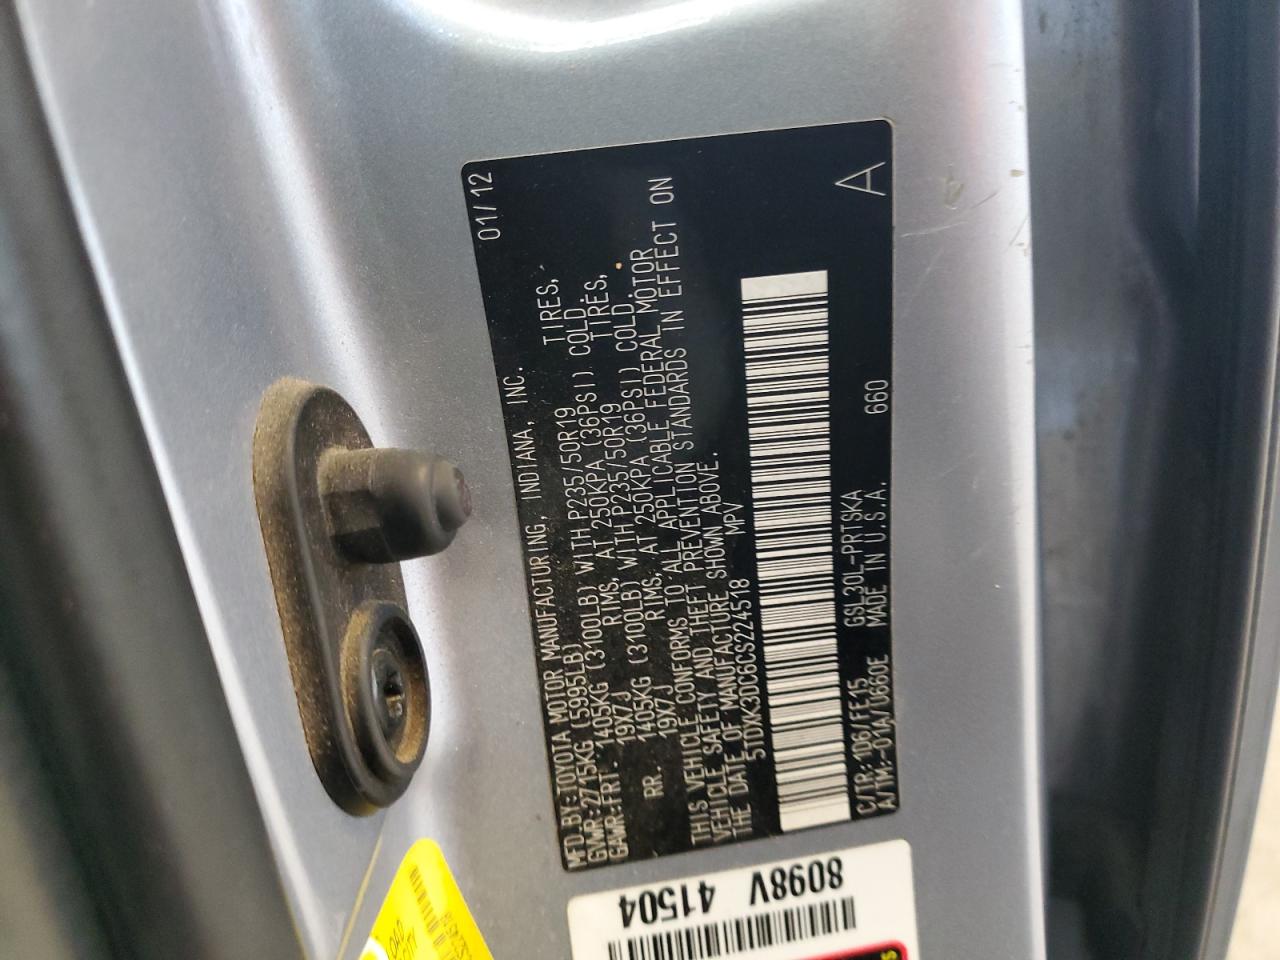 MFD.BY:TOYOTA MOTOR MANUFACTURING, INDIANA, INC. 01/12
GVWR:2715KG (5995LB)
GAWR:FRT- 1405KG (3100LB) WITH P235/50R19 TIRES,
19X7J RIMS, AT 250KPA (36PSI) COLD.
RR. 1405KG (3100LB) WITH P235/50R19 TIRES,
19X7J RIMS, AT 250KPA (36PSI) COLD.
THIS VEHICLE CONFORMS TO ALL APPLICABLE FEDERAL MOTOR
VEHICLE SAFETY AND THEFT PREVENTION STANDARDS IN EFFECT ON
THE DATE OF MANUFACTURE SHOWN ABOVE.
5TDYK3DC6CS224518 MPV
C/TR:1D6/FE15 GSL30L-PRTSKA 660 A
A/TM:-01A/U660E MADE IN U.S.A.
8098V 41504